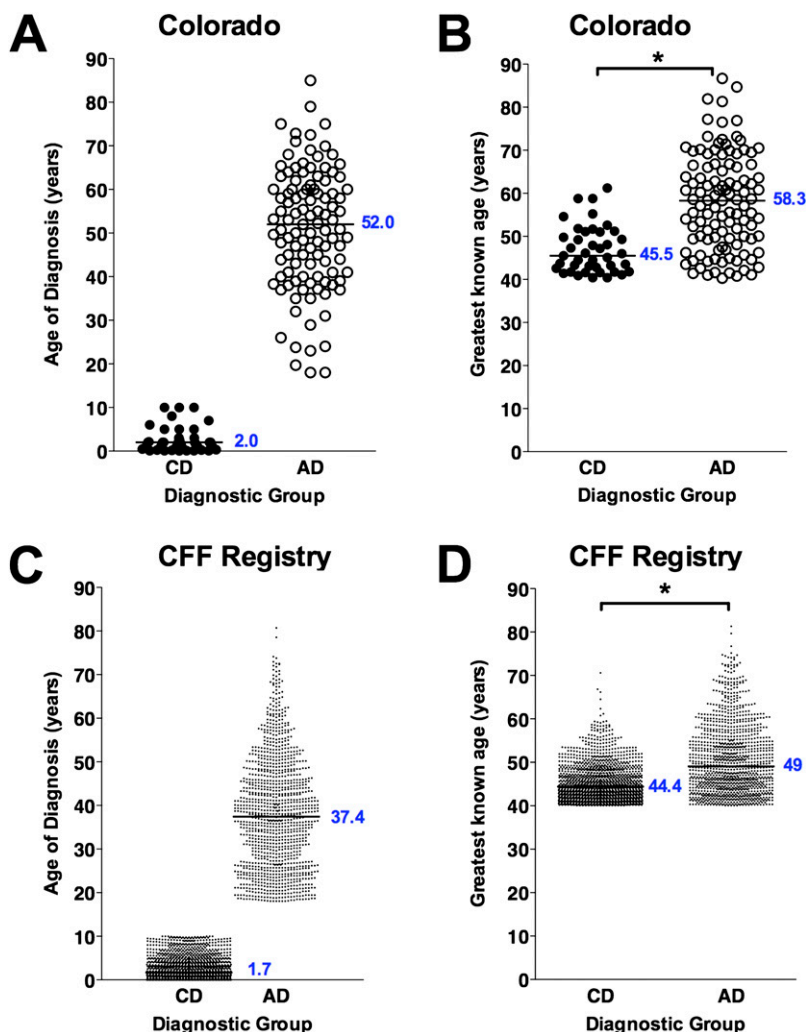 A
Colorado
Age of Diagnosis (years)
90
80
70
60
50
40
30
20
10
0
52.0
2.0
CD
AD
Diagnostic Group
B
Colorado
*
Greatest known age (years)
90
80
70
60
50
40
30
20
10
0
58.3
45.5
CD
AD
Diagnostic Group
C
CFF Registry
Age of Diagnosis (years)
90
80
70
60
50
40
30
20
10
0
37.4
1.7
CD
AD
Diagnostic Group
D
CFF Registry
*
Greatest known age (years)
90
80
70
60
50
40
30
20
10
0
49
44.4
CD
AD
Diagnostic Group